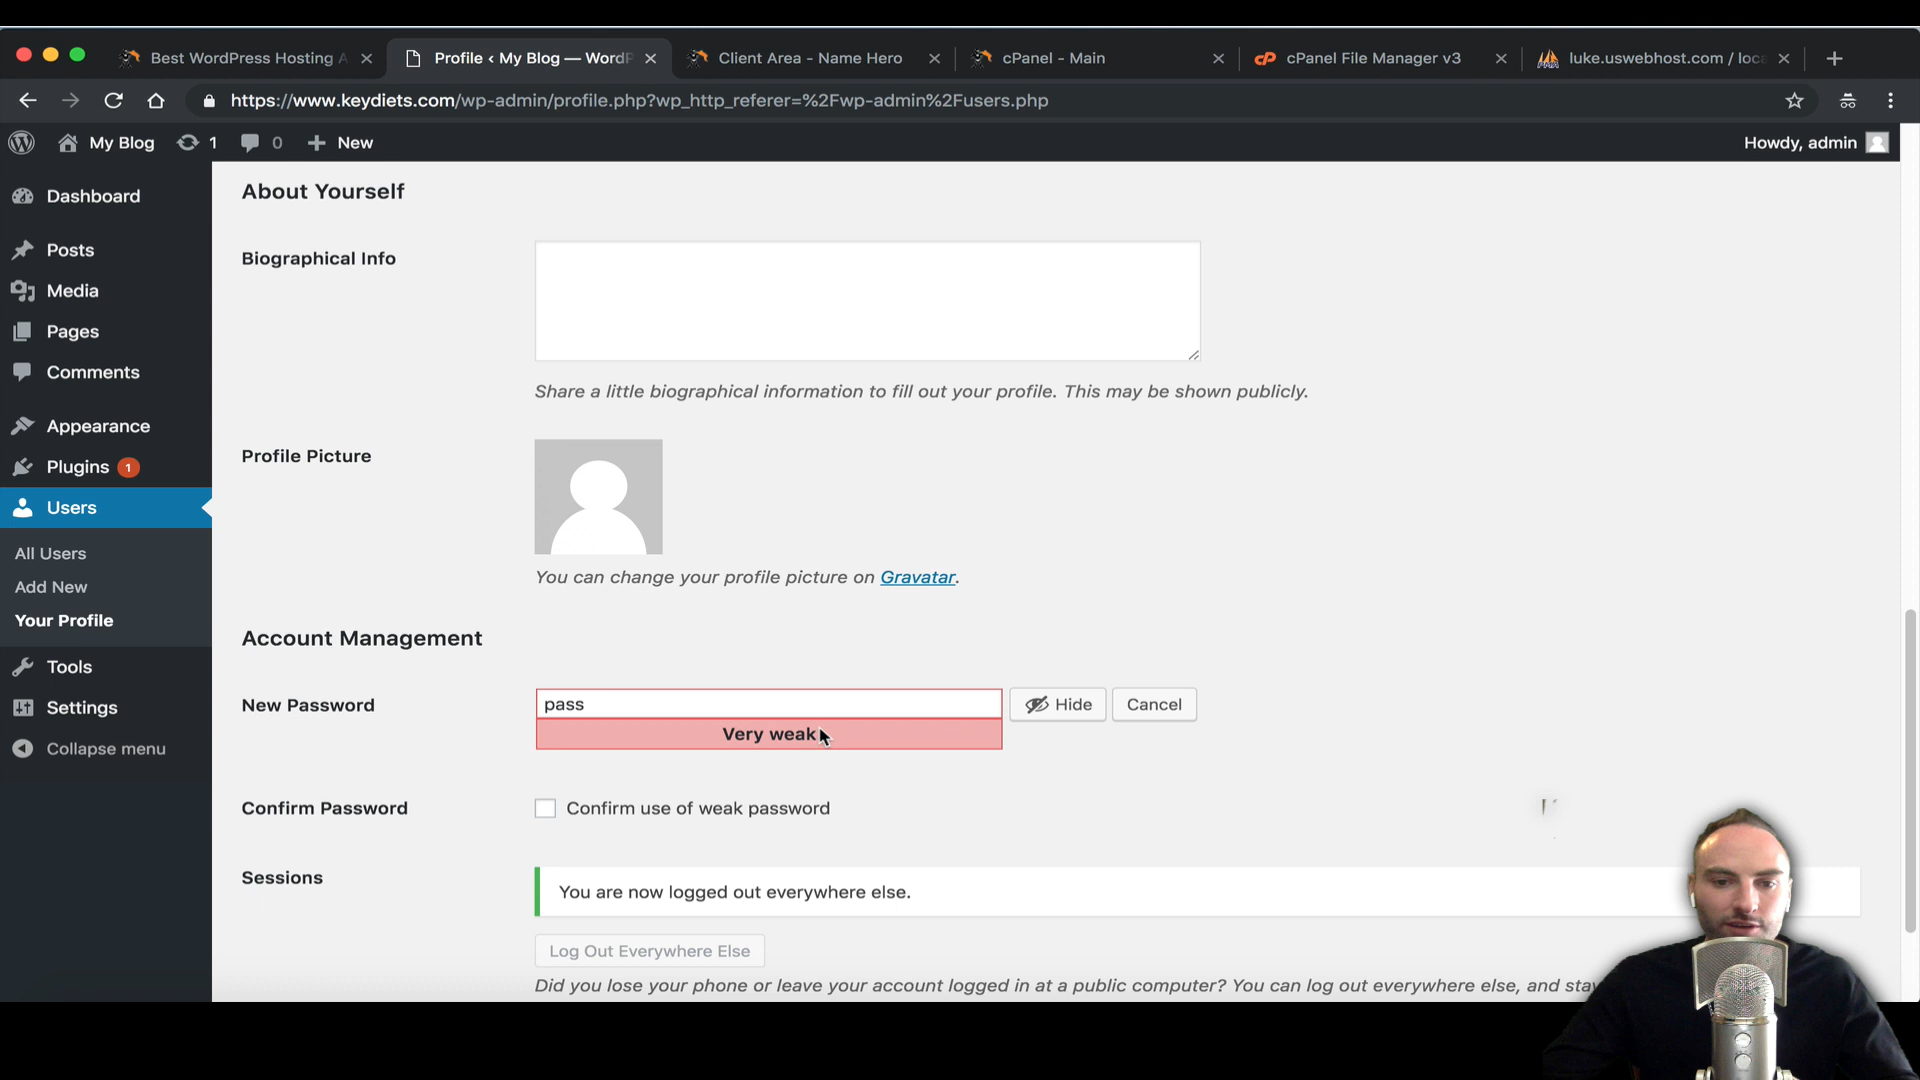 Best WordPress Hosting A
Profile ‹ My Blog — WordP
Client Area - Name Hero
cPanel - Main
cP cPanel File Manager v3
luke.uswebhost.com / loca
https://www.keydiets.com/wp-admin/profile.php?wp_http_referer=%2Fwp-admin%2Fusers.php
My Blog 1 0 New
Howdy, admin
Dashboard
Posts
Media
Pages
Comments
Appearance
Plugins 1
Users
All Users
Add New
Your Profile
Tools
Settings
Collapse menu
About Yourself
Biographical Info
Share a little biographical information to fill out your profile. This may be shown publicly.
Profile Picture
You can change your profile picture on Gravatar.
Account Management
New Password
pass
Hide
Cancel
Very weak
Confirm Password
Confirm use of weak password
Sessions
You are now logged out everywhere else.
Log Out Everywhere Else
Did you lose your phone or leave your account logged in at a public computer? You can log out everywhere else, and stay